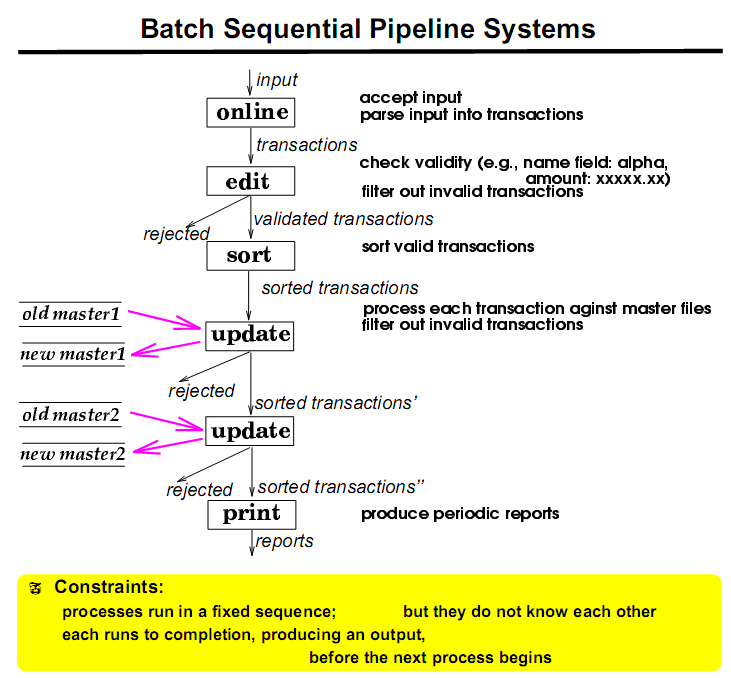 Batch Sequential Pipeline Systems
input
online
accept input
parse input into transactions
transactions
edit
check validity (e.g., name field: alpha,
amount: xxxxx.xx)
filter out invalid transactions
rejected
validated transactions
sort
sort valid transactions
sorted transactions
old master1
new master1
update
process each transaction aginst master files
filter out invalid transactions
rejected
sorted transactions'
old master2
new master2
update
rejected
sorted transactions''
print
produce periodic reports
reports
Constraints:
processes run in a fixed sequence; but they do not know each other
each runs to completion, producing an output,
before the next process begins